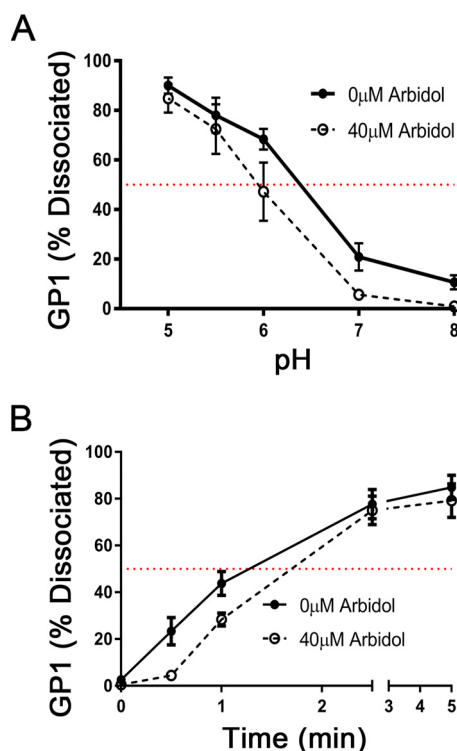 A
GP1 (% Dissociated)
100
80
60
40
20
0
0μM Arbidol
40μM Arbidol
5 6 7 8
pH
B
GP1 (% Dissociated)
100
80
60
40
20
0
0μM Arbidol
40μM Arbidol
0 1 2 3 4 5
Time (min)